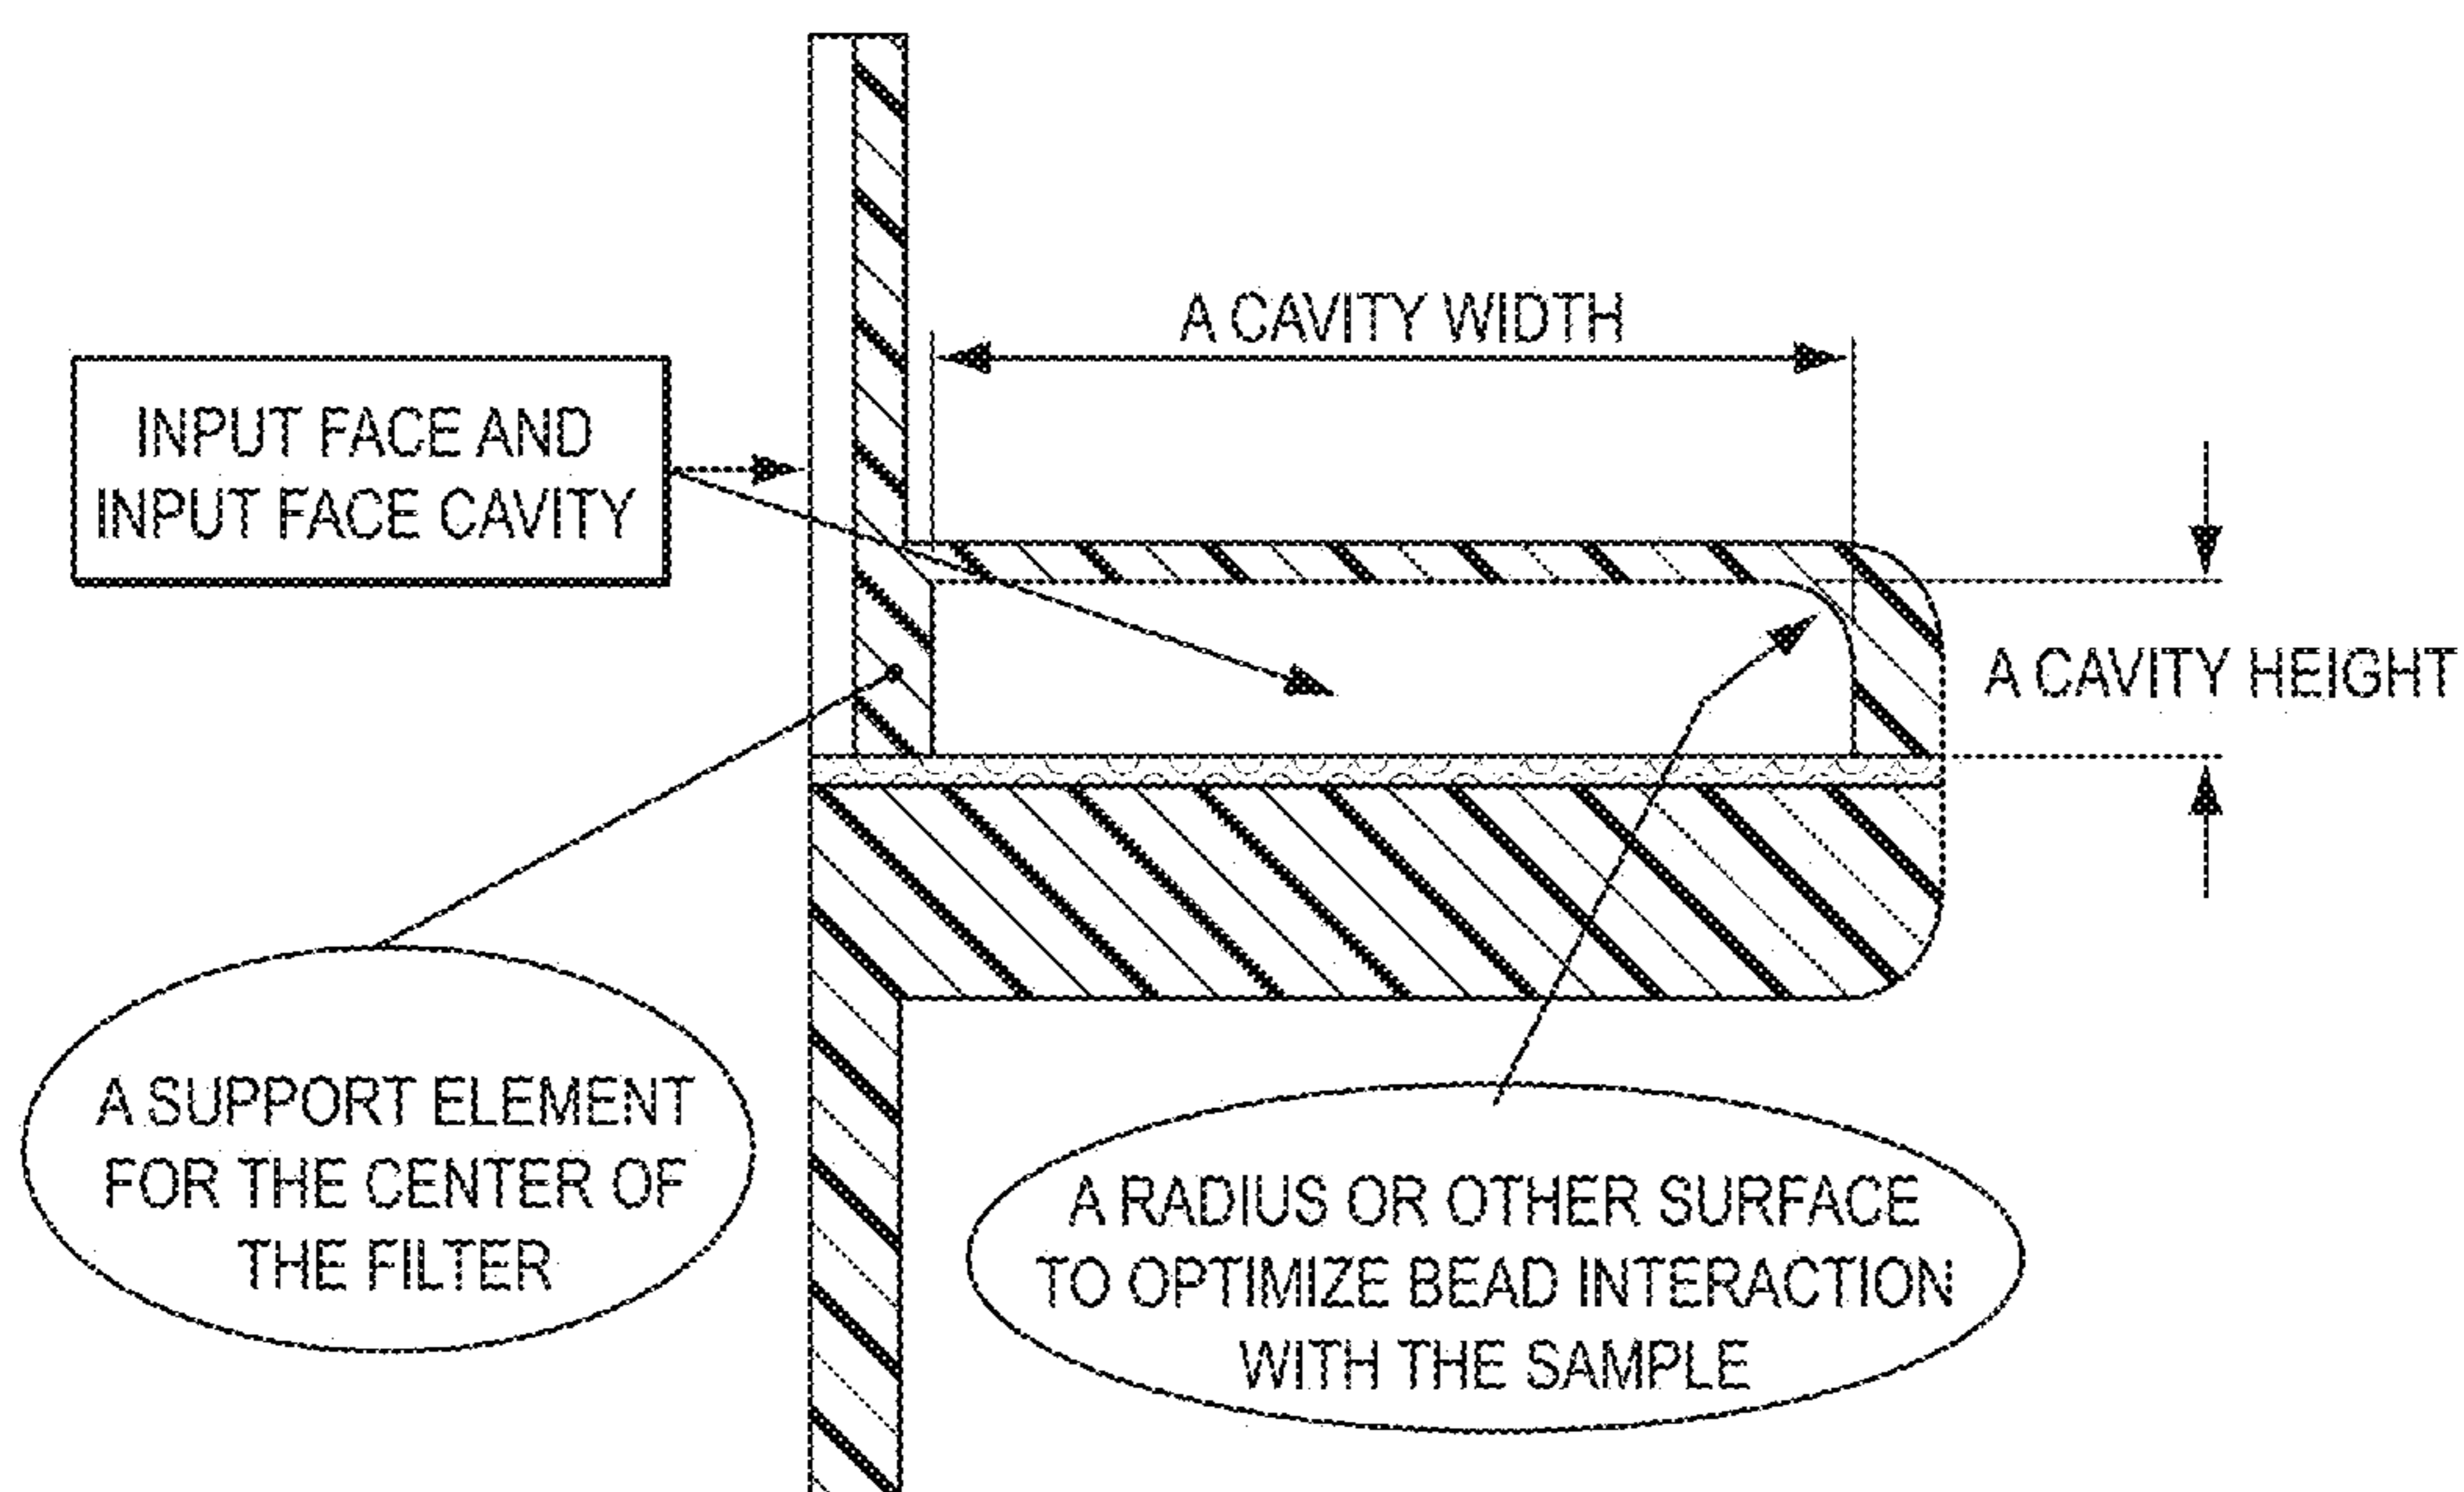 A CAVITY WIDTH
INPUT FACE AND
INPUT FACE CAVITY
A CAVITY HEIGHT
A SUPPORT ELEMENT
FOR THE CENTER OF
THE FILTER
A RADIUS OR OTHER SURFACE
TO OPTIMIZE BEAD INTERACTION
WITH THE SAMPLE